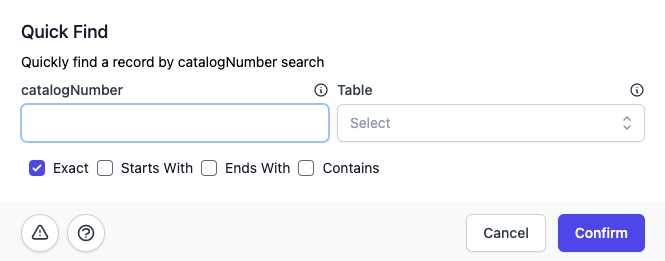 Quick Find
Quickly find a record by catalogNumber search
catalogNumber
Table
Select
Exact
Starts With
Ends With
Contains
Cancel
Confirm